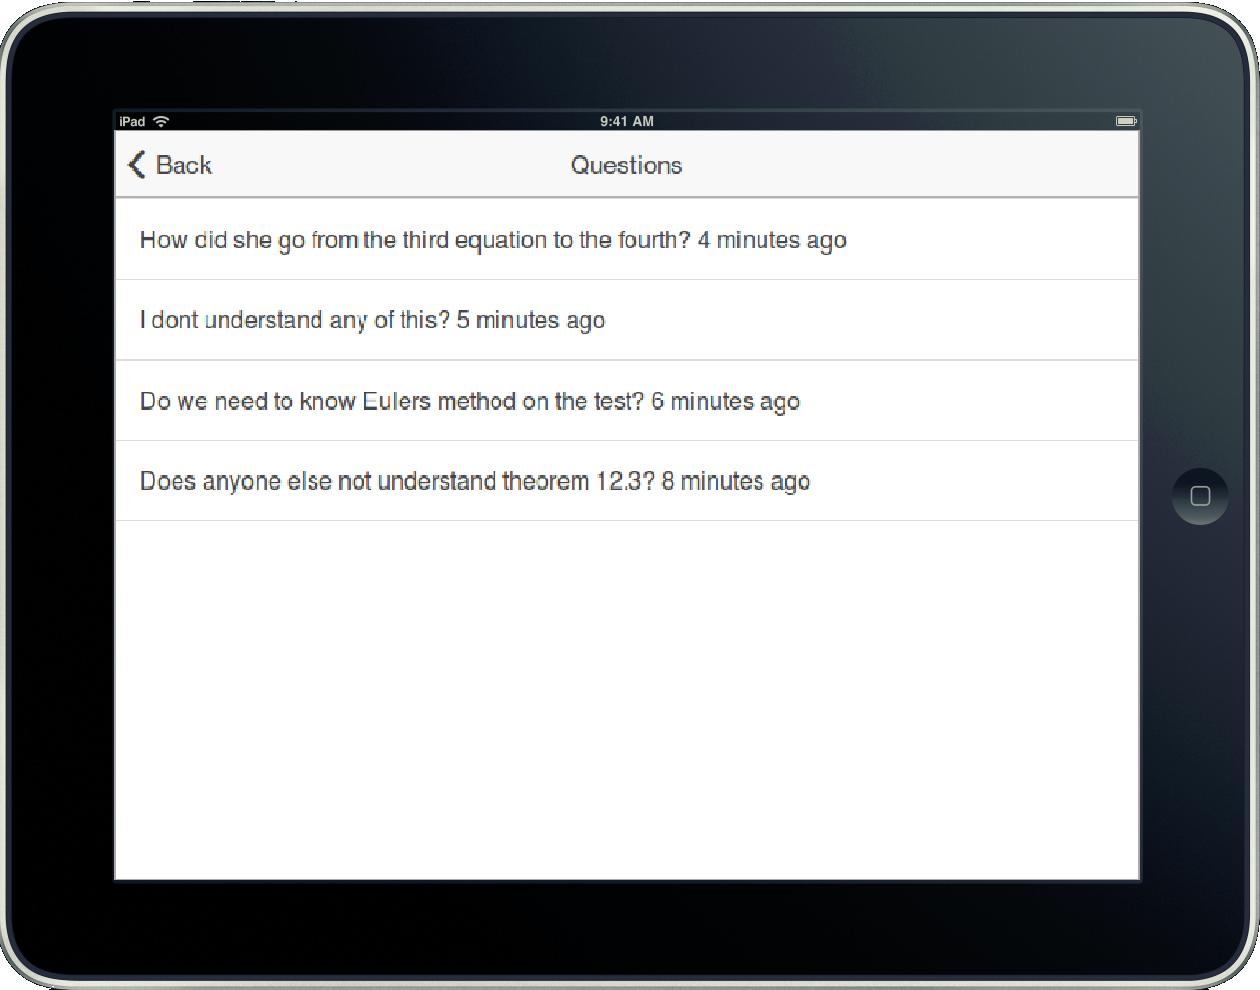 iPad
9:41 AM
Back
Questions
How did she go from the third equation to the fourth? 4 minutes ago
I dont understand any of this? 5 minutes ago
Do we need to know Eulers method on the test? 6 minutes ago
Does anyone else not understand theorem 12.3? 8 minutes ago